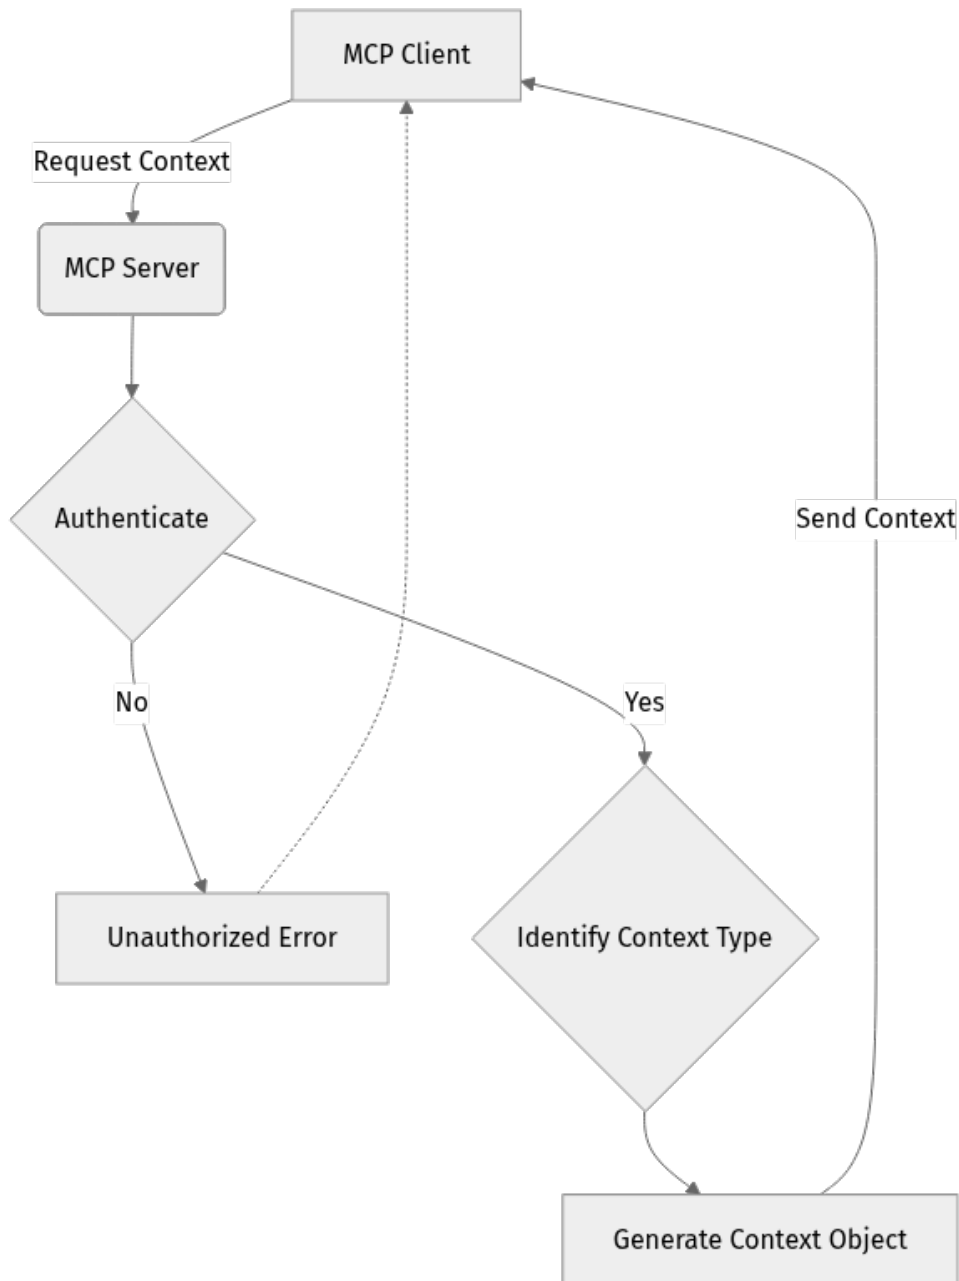 MCP Client
Request Context
MCP Server
Authenticate
Send Context
No
Yes
Unauthorized Error
Identify Context Type
Generate Context Object